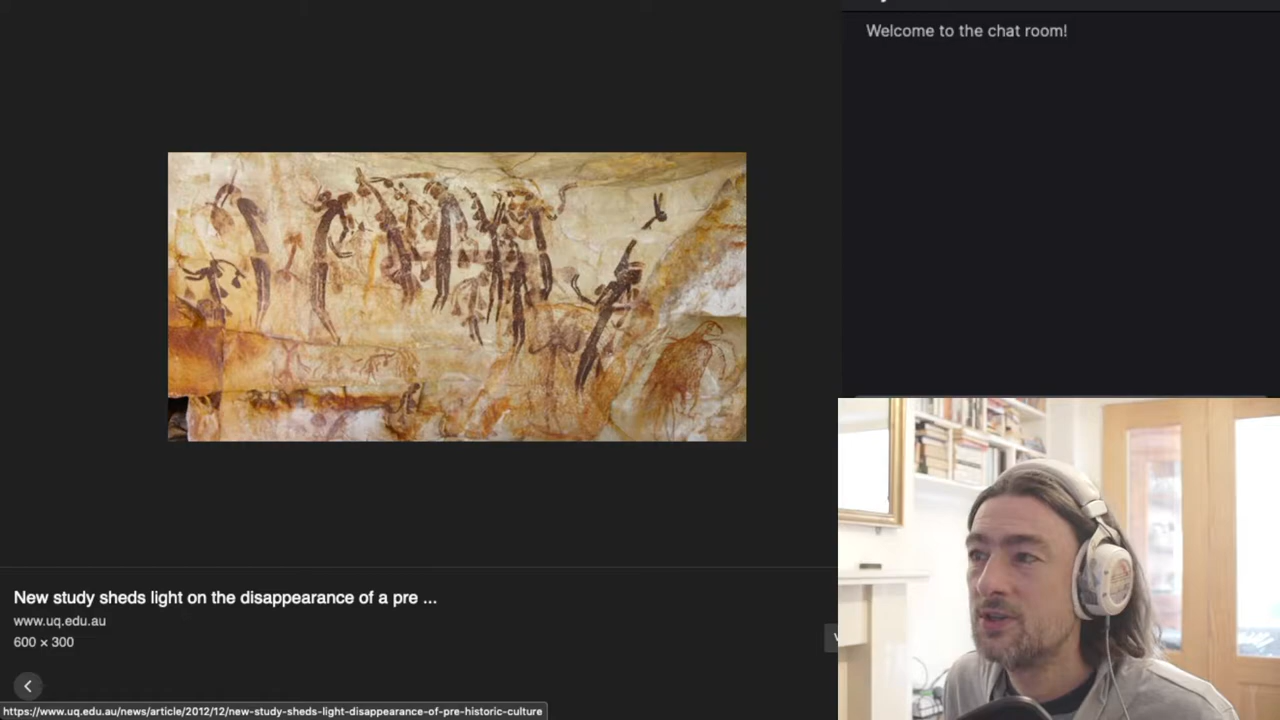 Welcome to the chat room!
New study sheds light on the disappearance of a pre ...
www.uq.edu.au
600 × 300
https://www.uq.edu.au/news/article/2012/12/new-study-sheds-light-disappearance-of-pre-historic-culture